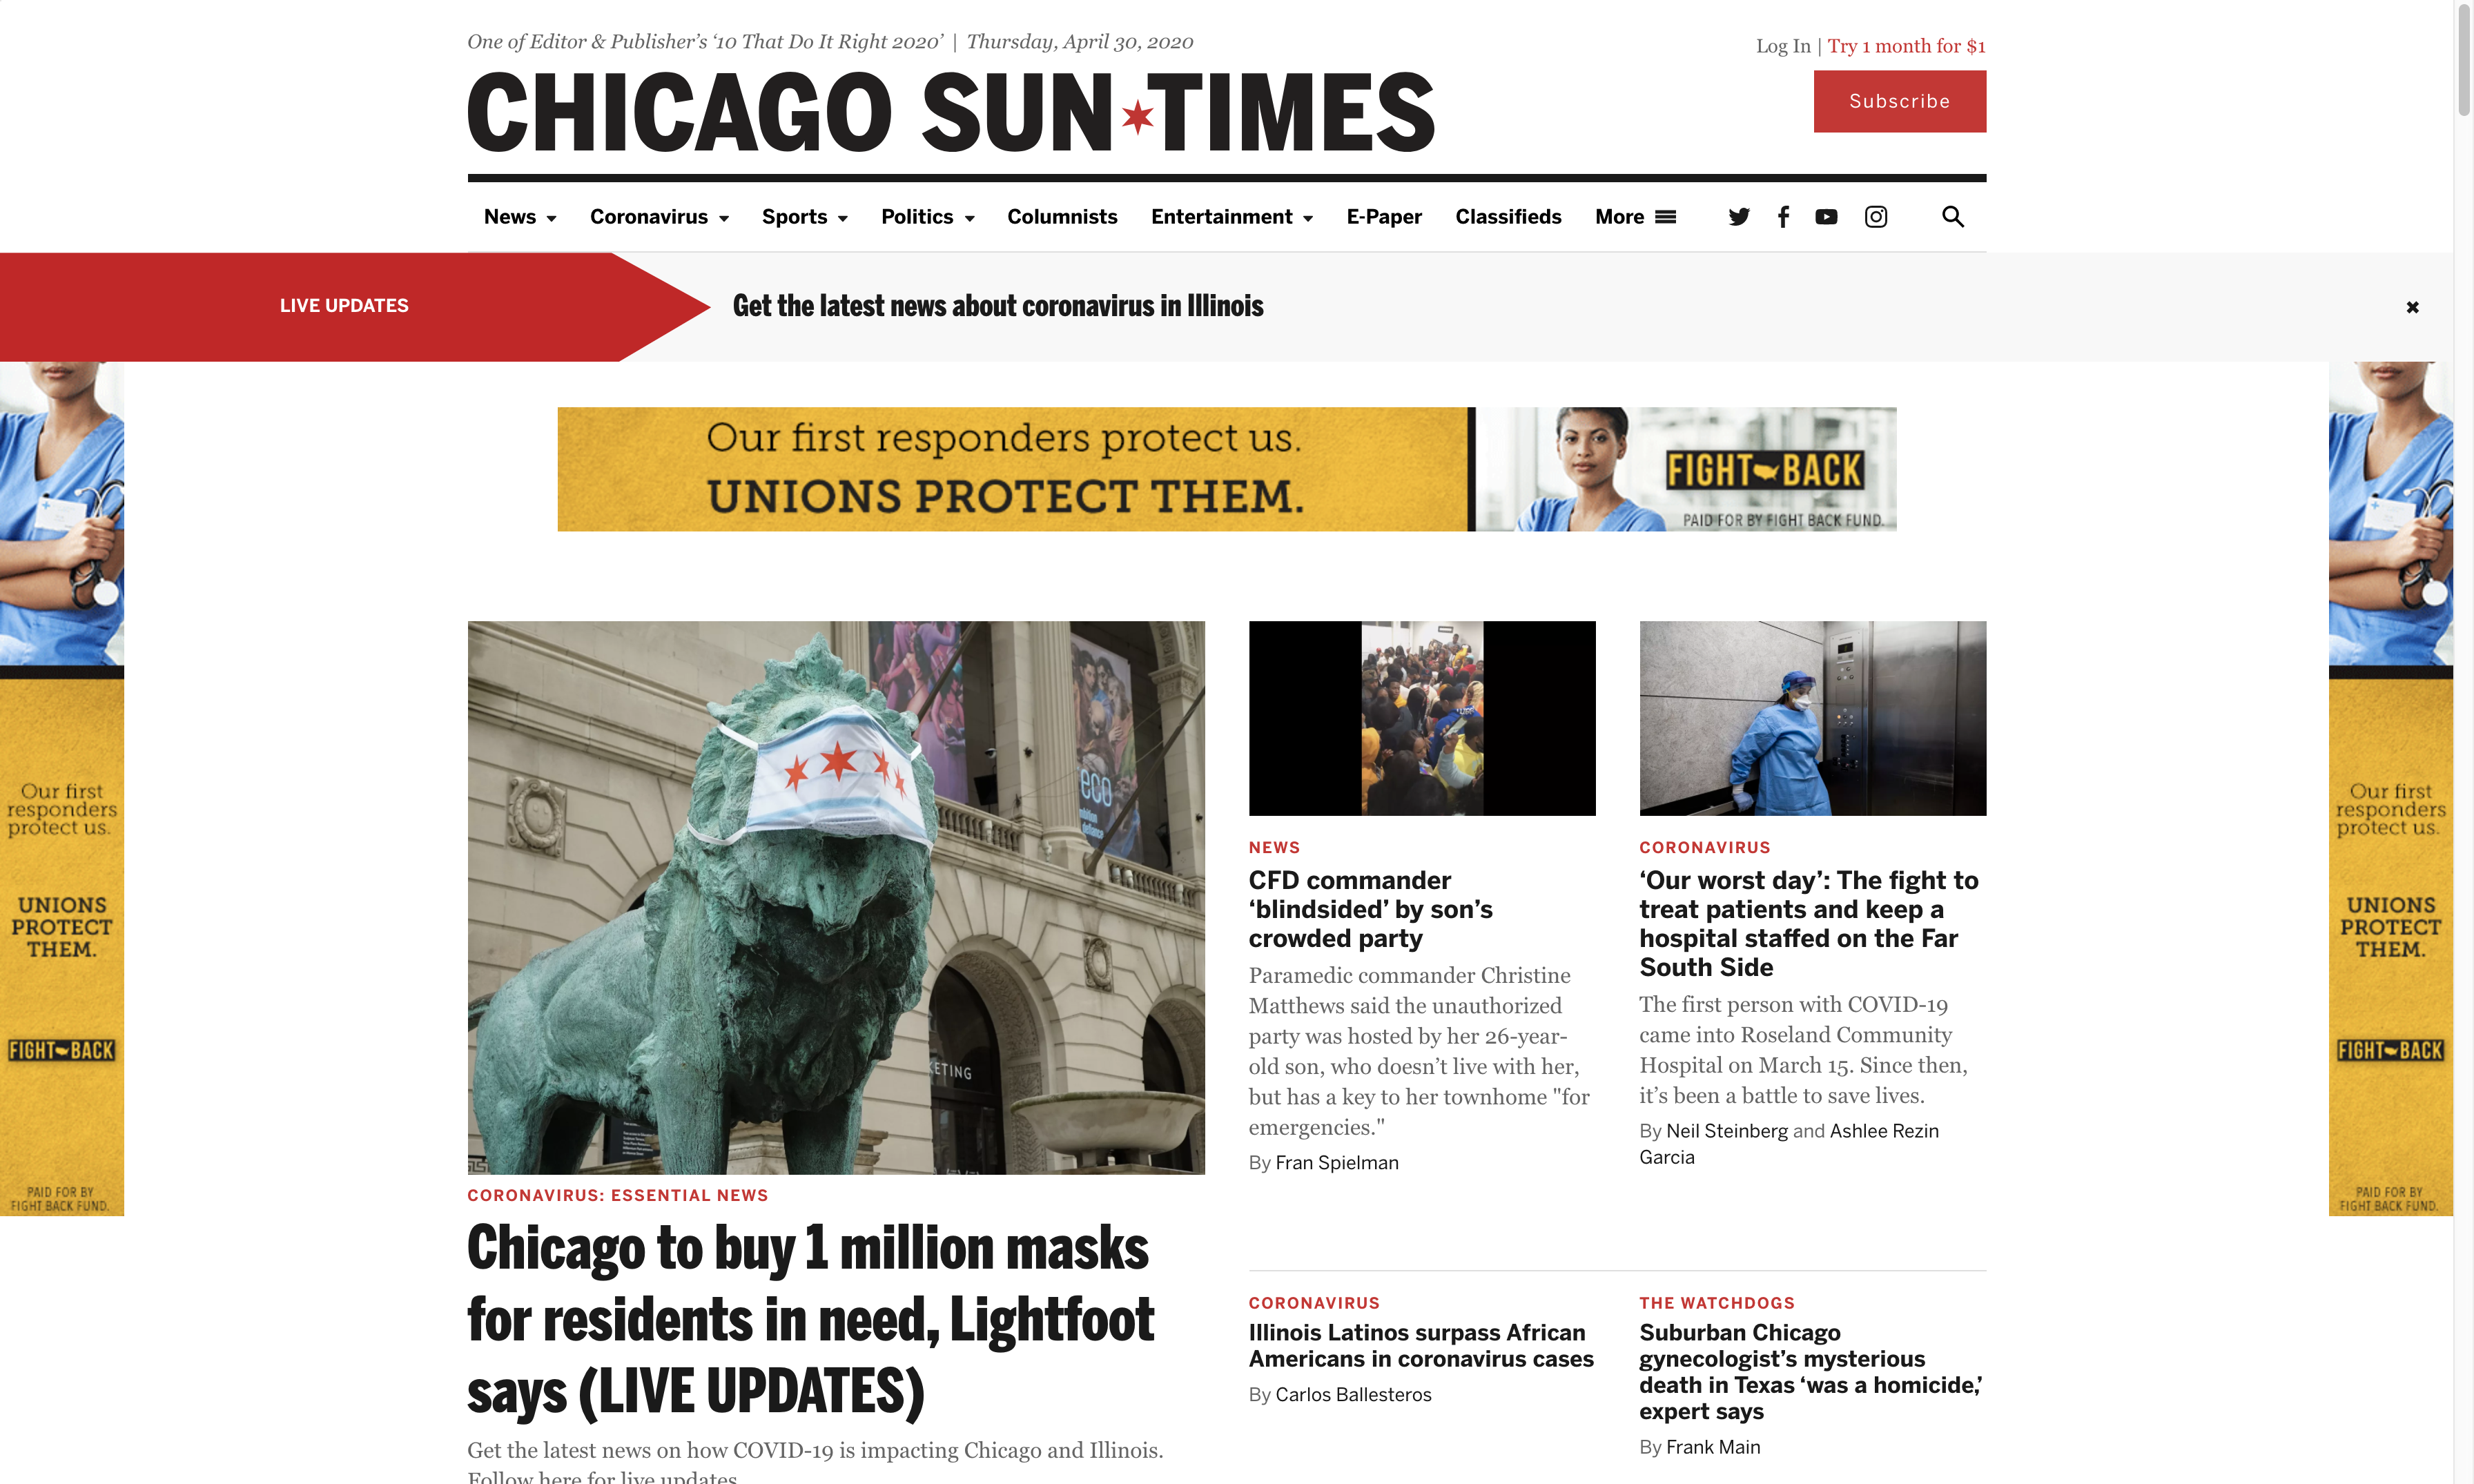 One of Editor & Publisher's '10 That Do It Right 2020' | Thursday, April 30, 2020
Log In | Try 1 month for $1
CHICAGO SUN✶TIMES
Subscribe
News
Coronavirus
Sports
Politics
Columnists
Entertainment
E-Paper
Classifieds
More
LIVE UPDATES
Get the latest news about coronavirus in Illinois
Our first responders protect us.
UNIONS PROTECT THEM.
FIGHT BACK
PAID FOR BY FIGHT BACK FUND.
Our first
responders
protect us.
UNIONS
PROTECT
THEM.
FIGHT BACK
PAID FOR BY
FIGHT BACK FUND.
eco
KETING
CORONAVIRUS: ESSENTIAL NEWS
Chicago to buy 1 million masks
for residents in need, Lightfoot
says (LIVE UPDATES)
Get the latest news on how COVID-19 is impacting Chicago and Illinois.
Follow here for live updates.
NEWS
CFD commander
‘blindsided’ by son’s
crowded party
Paramedic commander Christine
Matthews said the unauthorized
party was hosted by her 26-year-
old son, who doesn’t live with her,
but has a key to her townhome "for
emergencies."
By Fran Spielman
CORONAVIRUS
‘Our worst day’: The fight to
treat patients and keep a
hospital staffed on the Far
South Side
The first person with COVID-19
came into Roseland Community
Hospital on March 15. Since then,
it’s been a battle to save lives.
By Neil Steinberg and Ashlee Rezin
Garcia
CORONAVIRUS
Illinois Latinos surpass African
Americans in coronavirus cases
By Carlos Ballesteros
THE WATCHDOGS
Suburban Chicago
gynecologist’s mysterious
death in Texas ‘was a homicide,’
expert says
By Frank Main
Our first
responders
protect us.
UNIONS
PROTECT
THEM.
FIGHT BACK
PAID FOR BY
FIGHT BACK FUND.